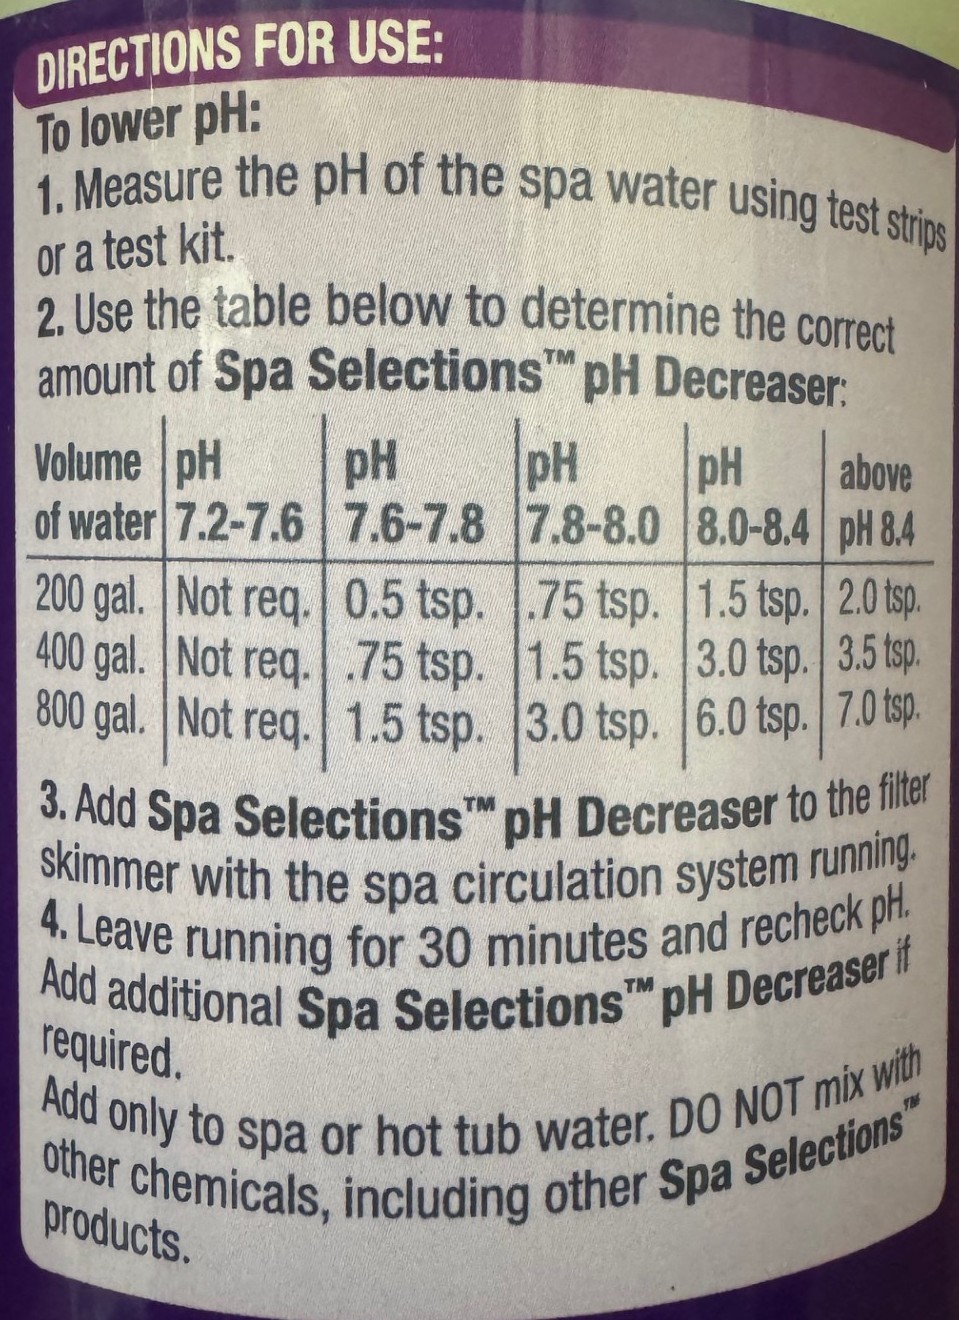 DIRECTIONS FOR USE:
To lower pH:
1. Measure the pH of the spa water using test strips
or a test kit.
2. Use the table below to determine the correct
amount of Spa Selections™ pH Decreaser:
Volume pH pH pH pH above
of water 7.2-7.6 7.6-7.8 7.8-8.0 8.0-8.4 pH 8.4
200 gal. Not req. 0.5 tsp. .75 tsp. 1.5 tsp. 2.0 tsp.
400 gal. Not req. .75 tsp. 1.5 tsp. 3.0 tsp. 3.5 tsp.
800 gal. Not req. 1.5 tsp. 3.0 tsp. 6.0 tsp. 7.0 tsp.
3. Add Spa Selections™ pH Decreaser to the filter
skimmer with the spa circulation system running.
4. Leave running for 30 minutes and recheck pH.
Add additional Spa Selections™ pH Decreaser if
required.
Add only to spa or hot tub water. DO NOT mix with
other chemicals, including other Spa Selections™
products.